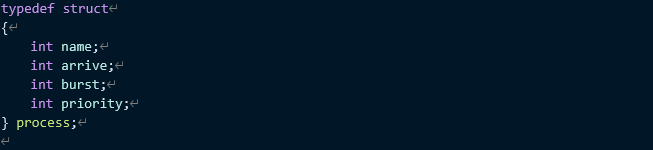 typedef struct
{
    int name;
    int arrive;
    int burst;
    int priority;
} process;